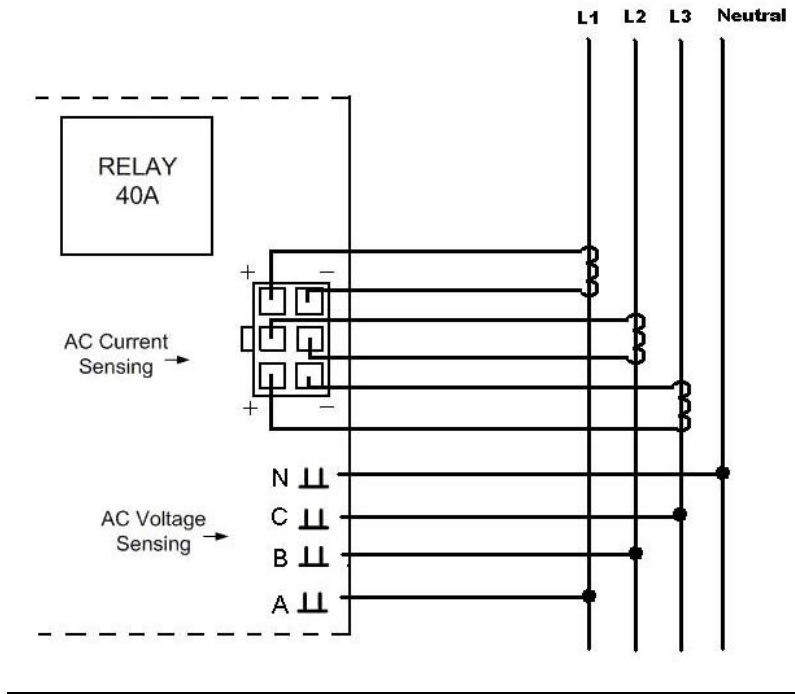 L1 L2 L3 Neutral
RELAY
40A
+ −
AC Current
Sensing
+ −
N
C
AC Voltage
Sensing
B
A